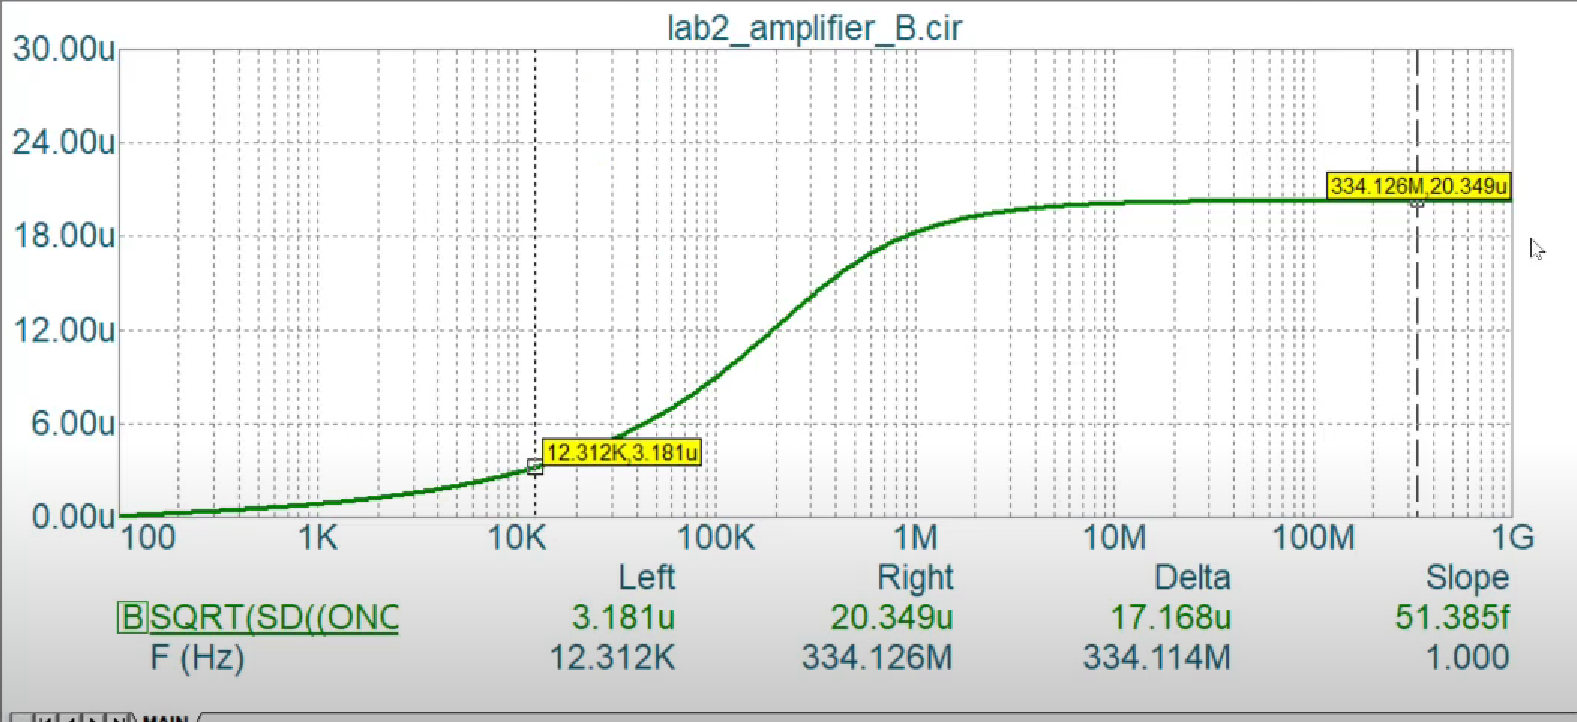 lab2_amplifier_B.cir
30.00u
24.00u
334.126M,20.349u
18.00u
12.00u
6.00u
12.312K,3.181u
0.00u
100 1K 10K 100K 1M 10M 100M 1G
Left Right Delta Slope
B SQRT(SD((ONC 3.181u 20.349u 17.168u 51.385f
F (Hz) 12.312K 334.126M 334.114M 1.000
MAIN